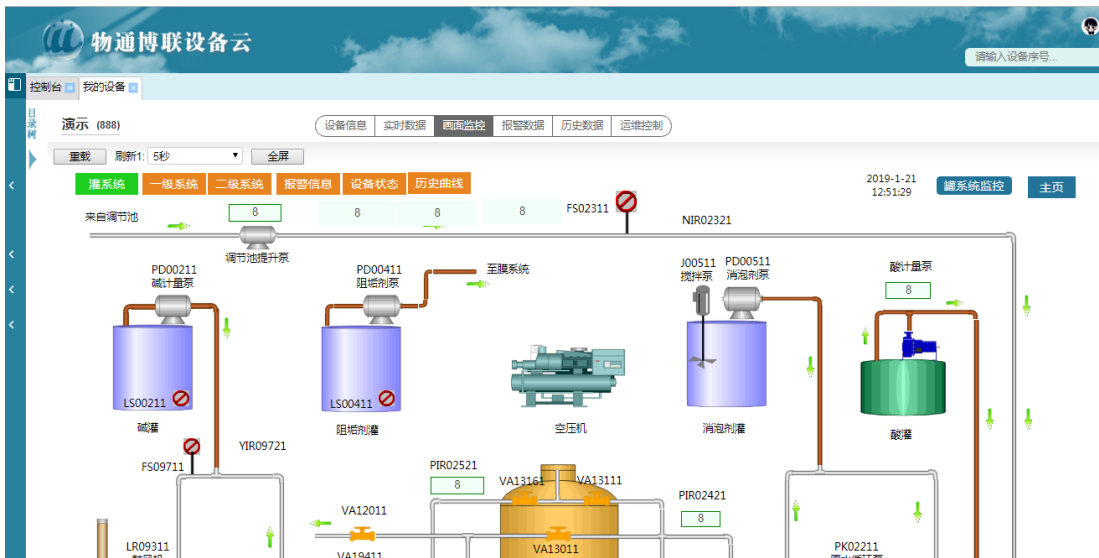 物通博联设备云
请输入设备序号...
控制台
我的设备
目录树
演示 (888)
设备信息 实时数据 画面监控 报警数据 历史数据 运维控制
重载 刷新1: 5秒 全屏
灌系统 一级系统 二级系统 报警信息 设备状态 历史曲线
2019-1-21
12:51:29
罐系统监控 主页
来自调节池
8 8 8 8
FS02311
NIR02321
调节池提升泵
PD00211
碱计量泵
PD00411
阻垢剂泵
至膜系统
J00511
搅拌泵
PD00511
消泡剂泵
酸计量泵
8
LS00211
LS00411
碱灌
阻垢剂灌
空压机
消泡剂灌
酸灌
FS09711
YIR09721
PIR02521
8
VA13161
VA13111
PIR02421
8
VA12011
VA13011
LR09311
PK02211
VA19411